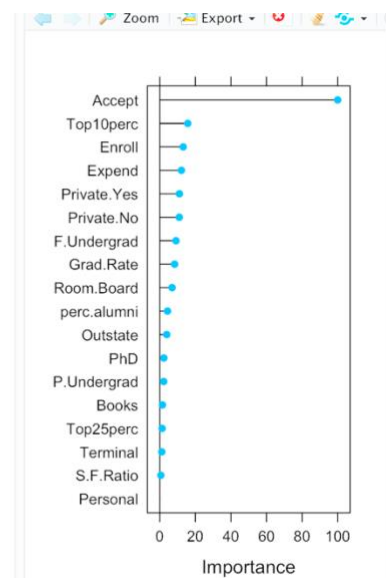 Zoom Export
Accept
Top10perc
Enroll
Expend
Private.Yes
Private.No
F.Undergrad
Grad.Rate
Room.Board
perc.alumni
Outstate
PhD
P.Undergrad
Books
Top25perc
Terminal
S.F.Ratio
Personal
0 20 40 60 80 100
Importance